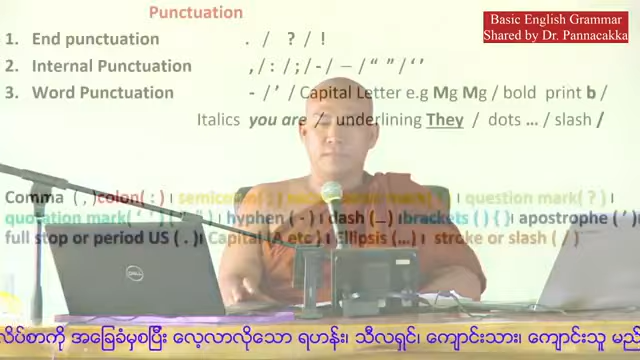 Punctuation
Basic English Grammar
Shared by Dr. Pannacakka
1. End punctuation . / ? / !
2. Internal Punctuation , / : / ; / - / – / “ ” / ‘ ’
3. Word Punctuation - / ’ / Capital Letter e.g Mg Mg / bold print b /
Italics you are / underlining They / dots ... / slash /
Comma ( , )colon( : ) ၊ semicolon( ; ) ၊ ၊ question mark( ? ) ၊
quotation mark( ‘ ’ ) ( “ ” )၊ hyphen ( - )၊ dash (–) ၊brackets ( ) { }၊ apostrophe ( ’ )၊
full stop or period US ( . )၊ Capital (A etc )၊ Ellipsis (...) ၊ stroke or slash ( / )
DELL
လိပ်စာကို အခြေခံမှစပြီး လေ့လာလိုသော ရဟန်း၊ သီလရှင်၊ ကျောင်းသား၊ ကျောင်းသူ မည်